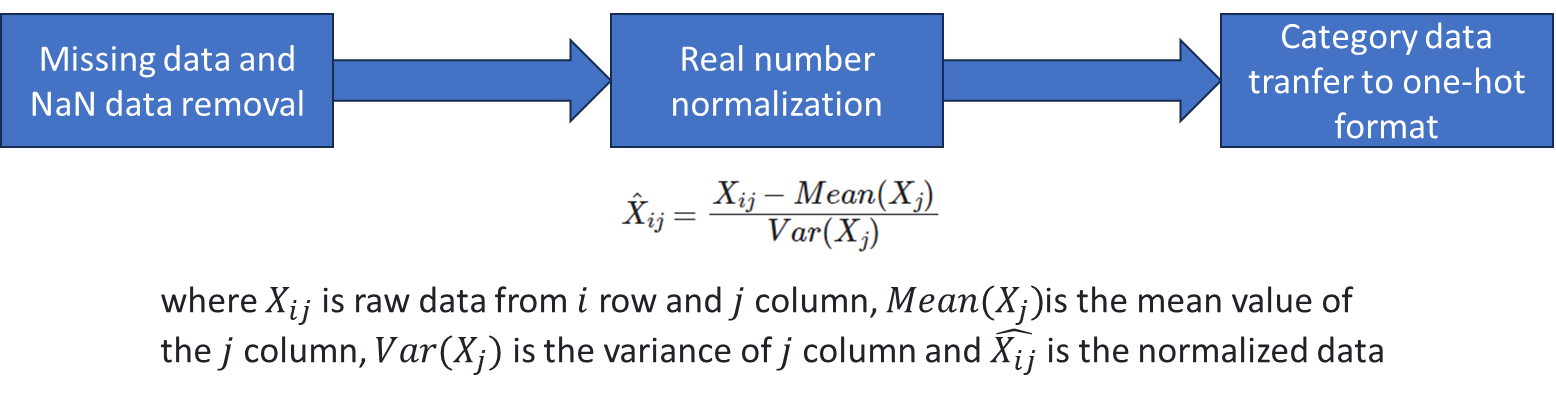 Missing data and
NaN data removal
Real number
normalization
Category data
tranfer to one-hot
format
X̂ij = (Xij − Mean(Xj)) / Var(Xj)
where Xij is raw data from i row and j column, Mean(Xj)is the mean value of
the j column, Var(Xj) is the variance of j column and X̂ij is the normalized data